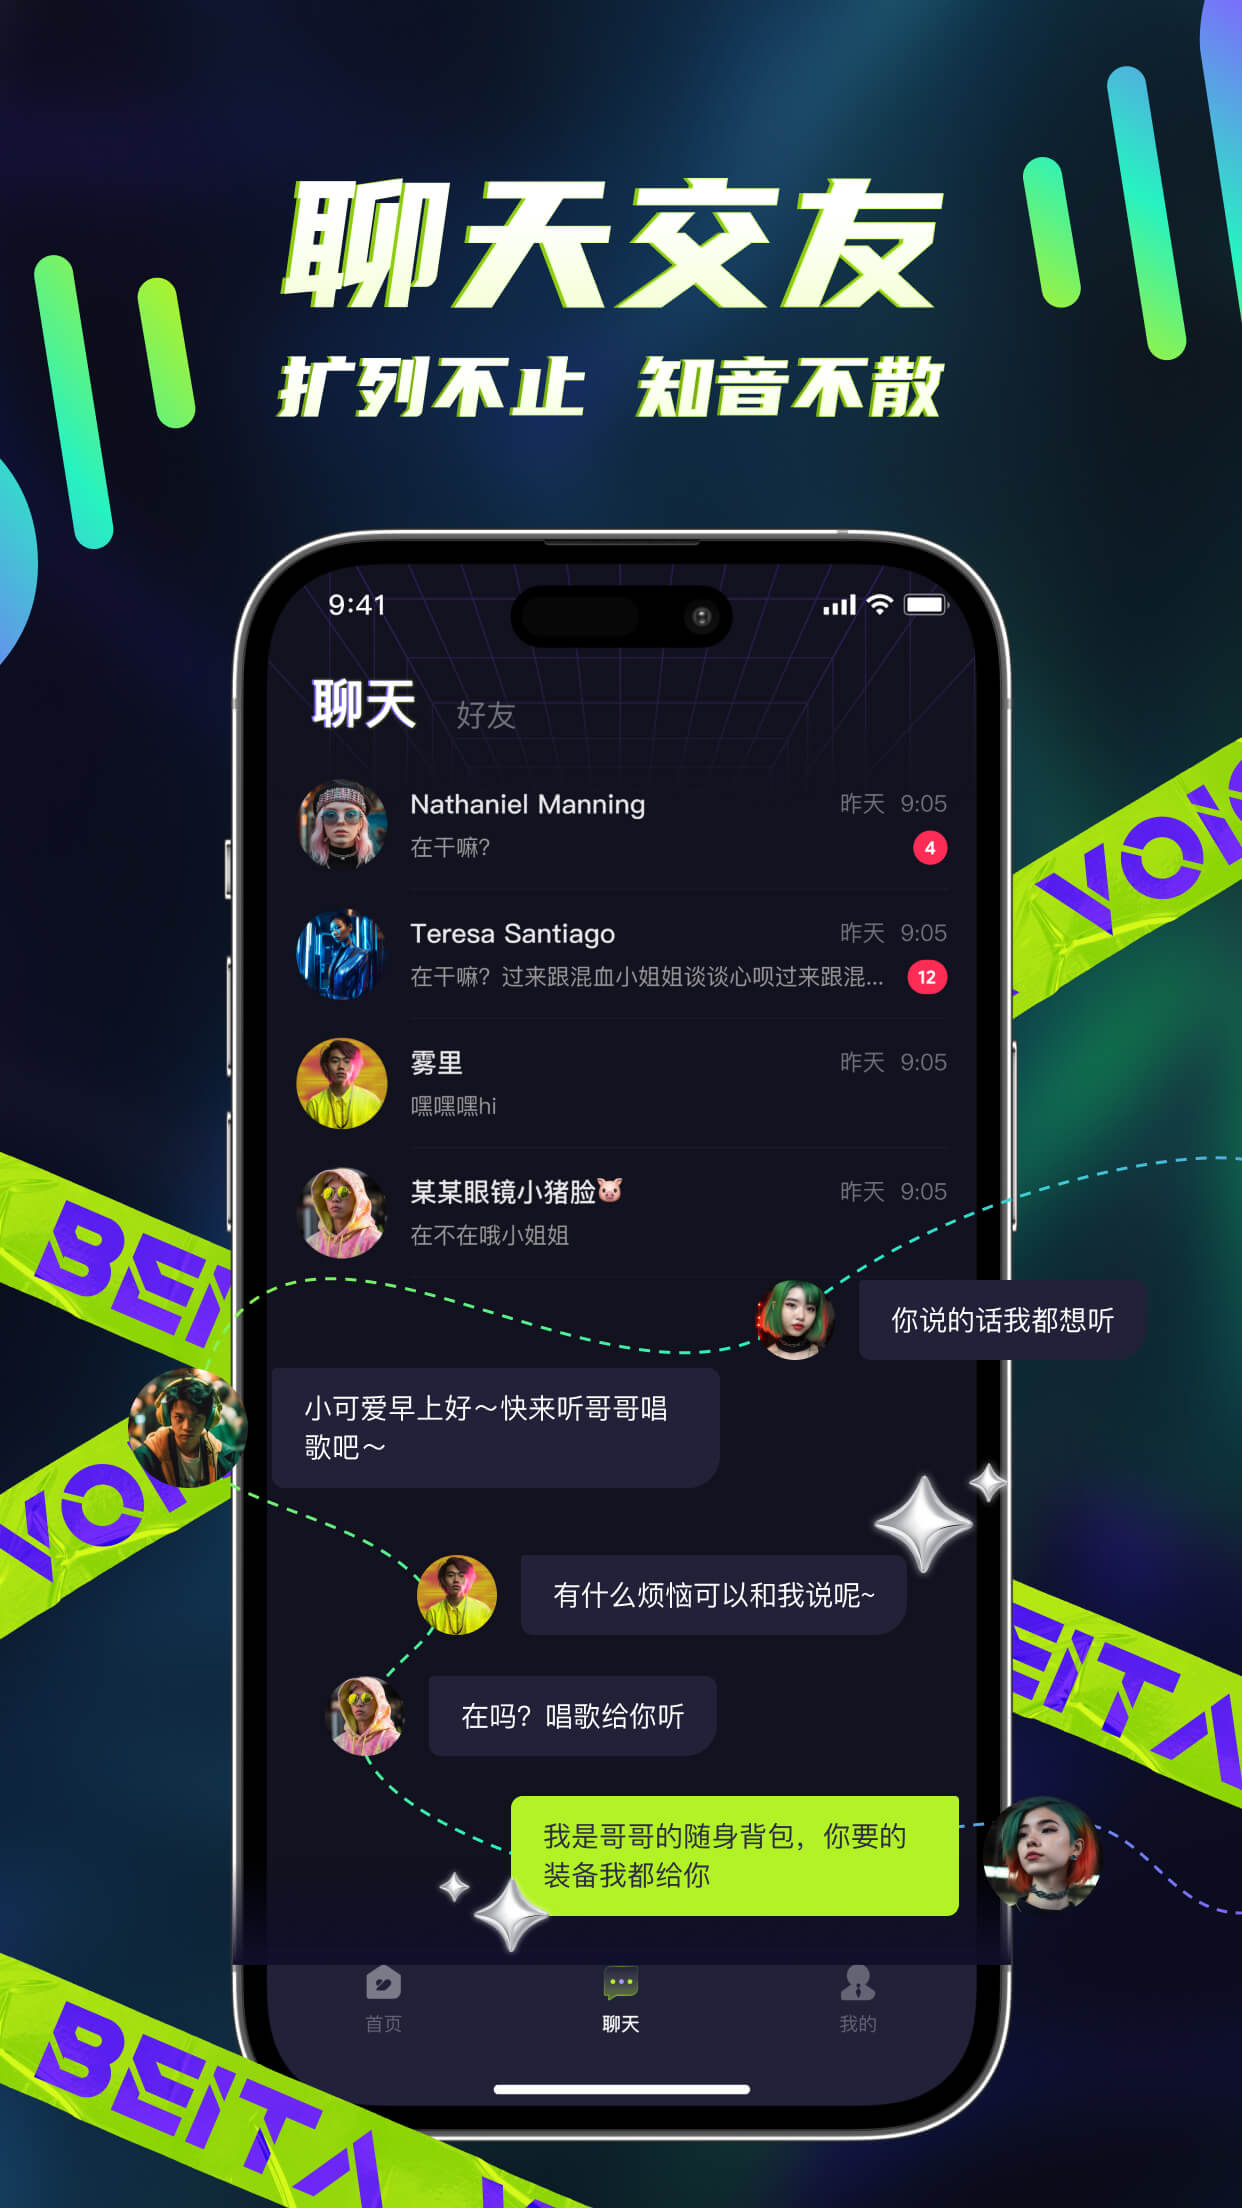 聊天交友
扩列不止 知音不散
9:41
聊天 好友
Nathaniel Manning 昨天 9:05
在干嘛? 4
Teresa Santiago 昨天 9:05
在干嘛? 过来跟混血小姐姐谈谈心呗过来跟混... 12
雾里 昨天 9:05
嘿嘿嘿hi
某某眼镜小猪脸🐷 昨天 9:05
在不在哦小姐姐
你说的话我都想听
小可爱早上好～快来听哥哥唱
歌吧～
有什么烦恼可以和我说呢~
在吗？唱歌给你听
我是哥哥的随身背包，你要的
装备我都给你
首页 聊天 我的
BEITA